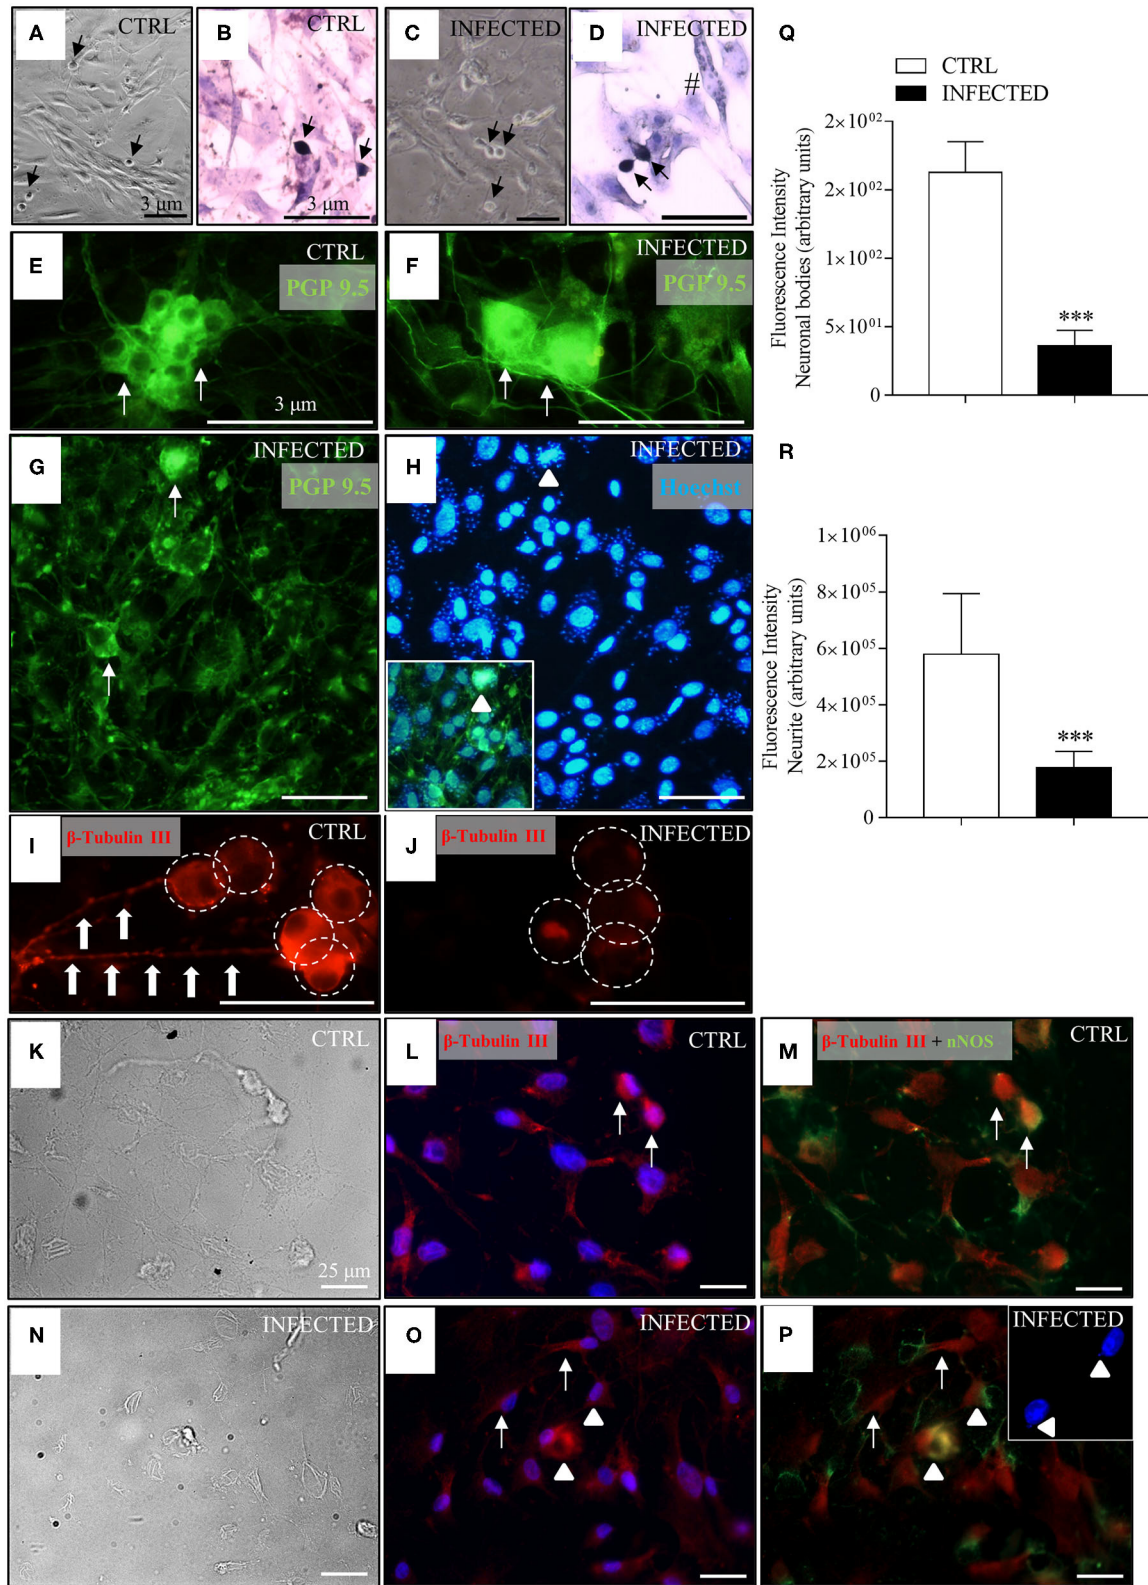 A CTRL
3 µm
B CTRL
3 µm
C INFECTED
D INFECTED
#
Q
CTRL
INFECTED
Fluorescence Intensity
Neuronal bodies (arbitrary units)
2×10⁰²
2×10⁰²
1×10⁰²
5×10⁰¹
0
***
E CTRL
PGP 9.5
3 µm
F INFECTED
PGP 9.5
G INFECTED
PGP 9.5
H INFECTED
Hoechst
R
Fluorescence Intensity
Neurite (arbitrary units)
1×10⁰⁶
8×10⁰⁵
6×10⁰⁵
4×10⁰⁵
2×10⁰⁵
0
***
I β-Tubulin III CTRL
J β-Tubulin III INFECTED
K CTRL
25 µm
L β-Tubulin III CTRL
M β-Tubulin III + nNOS CTRL
N INFECTED
O INFECTED
P INFECTED